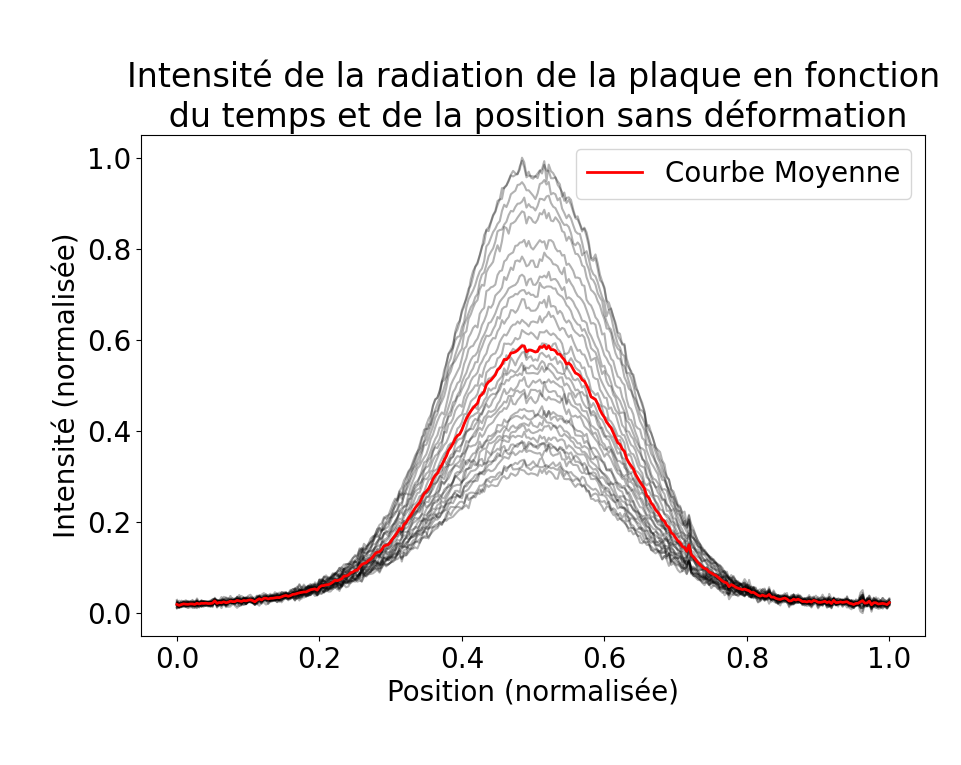 Intensité de la radiation de la plaque en fonction
du temps et de la position sans déformation
Courbe Moyenne
Intensité (normalisée)
1.0
0.8
0.6
0.4
0.2
0.0
0.0 0.2 0.4 0.6 0.8 1.0
Position (normalisée)